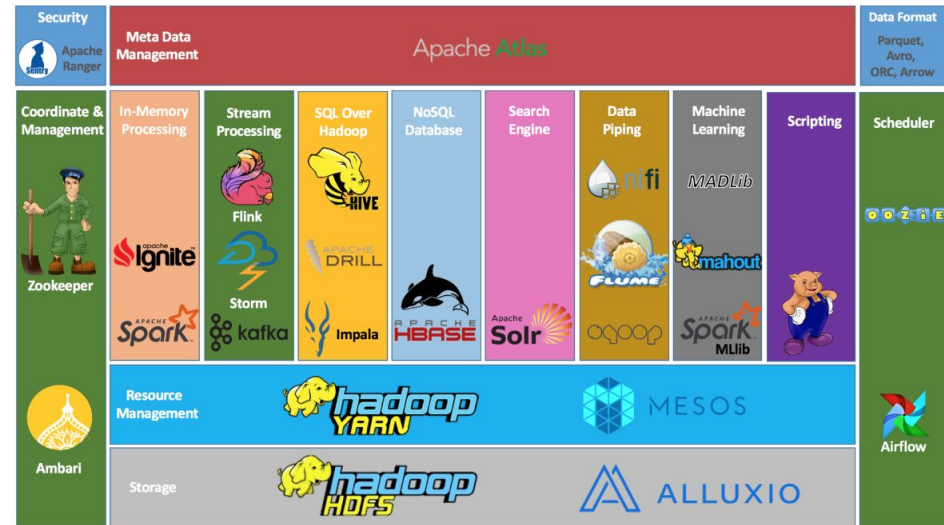 Security
Sentry
Apache
Ranger
Meta Data
Management
Apache Atlas
Data Format
Parquet,
Avro,
ORC, Arrow
Coordinate &
Management
Zookeeper
Ambari
In-Memory
Processing
apache
Ignite
APACHE
Spark
Stream
Processing
Flink
Storm
kafka
SQL Over
Hadoop
HIVE
APACHE
DRILL
Impala
NoSQL
Database
APACHE
HBASE
Search
Engine
Apache
Solr
Data
Piping
nifi
FLUME
sqoop
Machine
Learning
MADLib
mahout
APACHE
Spark
MLlib
Scripting
Scheduler
OOZIE
Airflow
Resource
Management
hadoop
YARN
MESOS
Storage
hadoop
HDFS
ALLUXIO